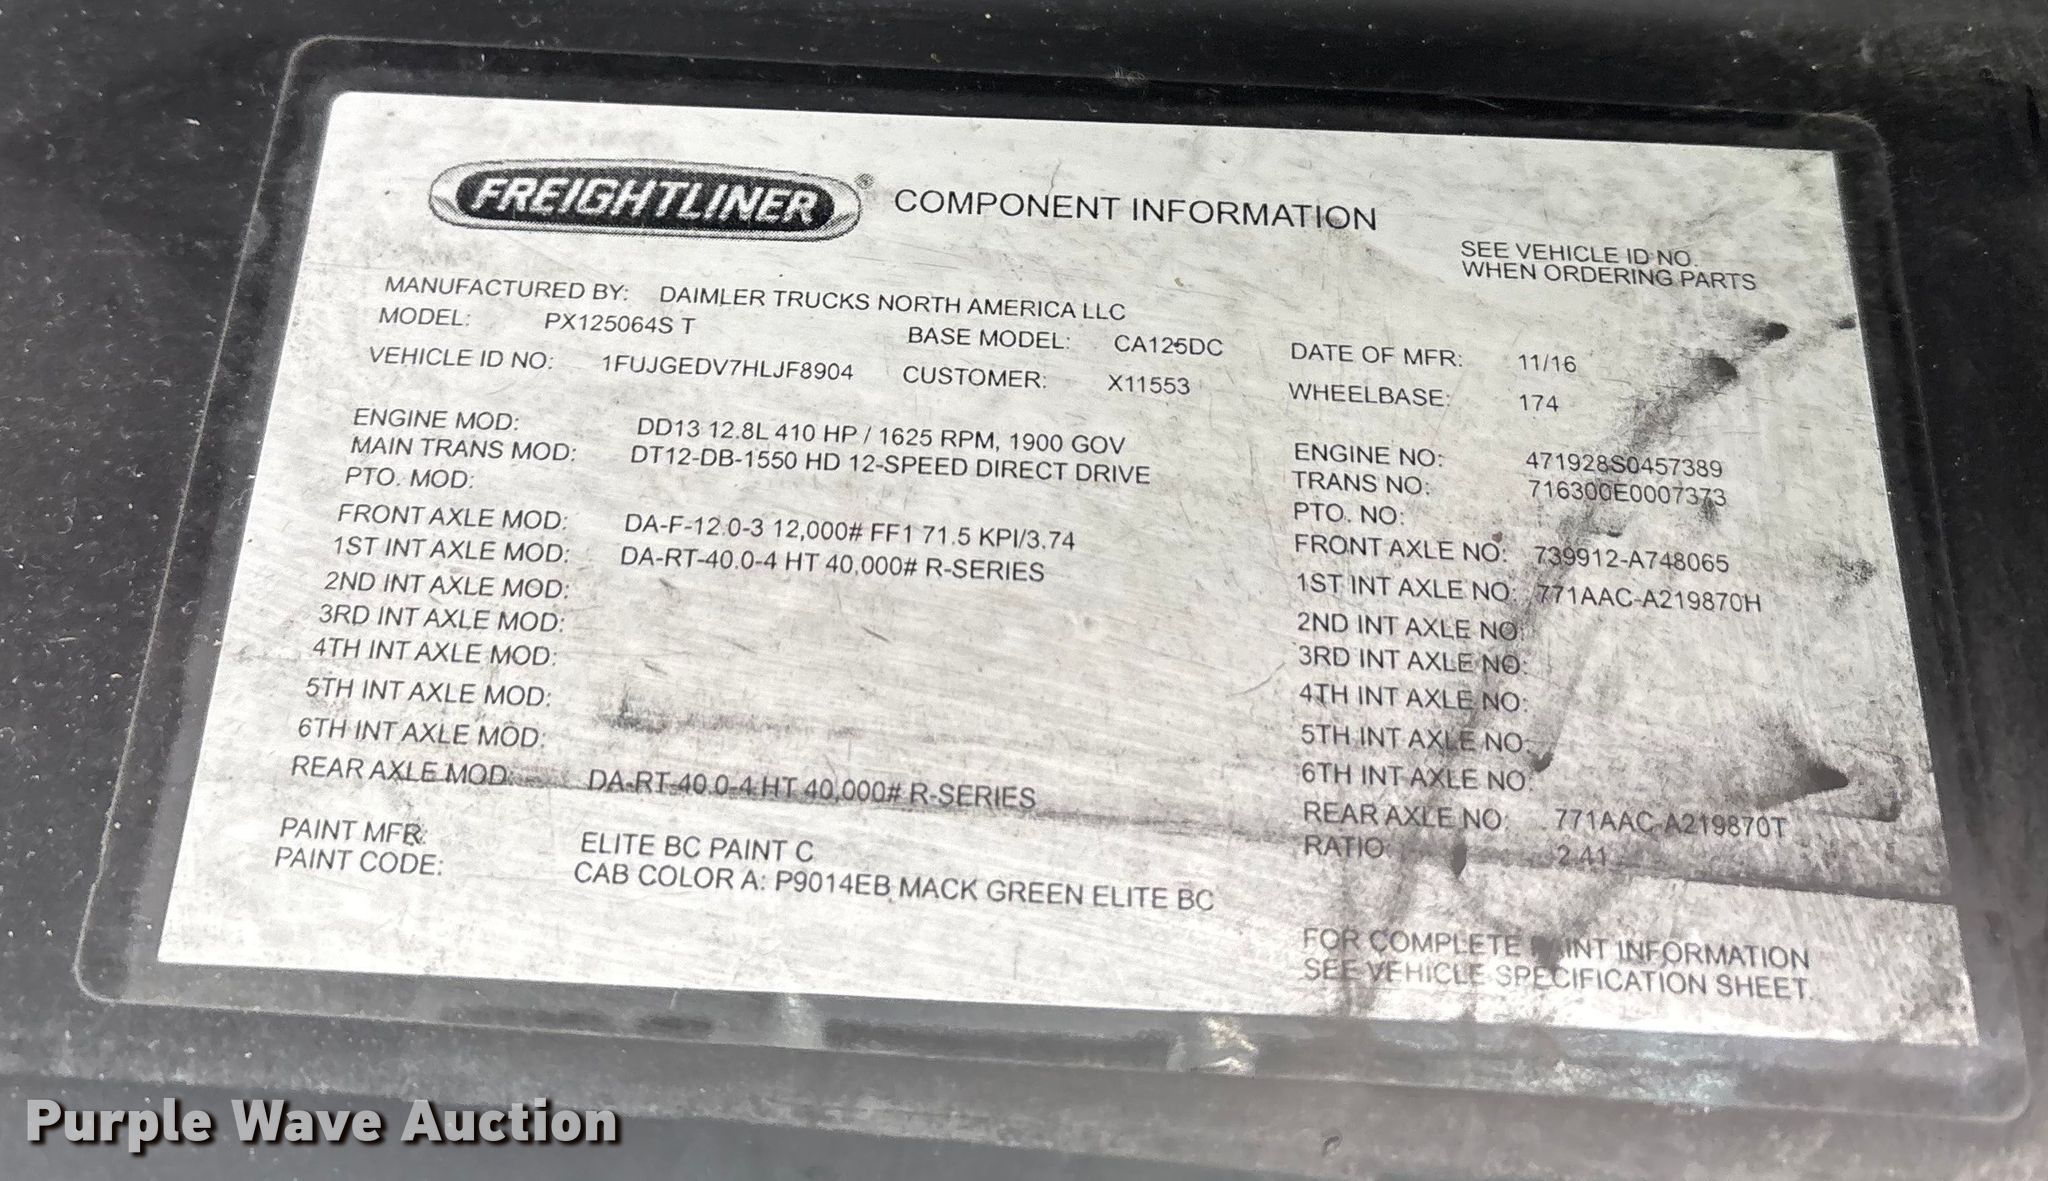 FREIGHTLINER® COMPONENT INFORMATION
SEE VEHICLE ID NO.
WHEN ORDERING PARTS
MANUFACTURED BY: DAIMLER TRUCKS NORTH AMERICA LLC
MODEL: PX125064S T BASE MODEL: CA125DC DATE OF MFR: 11/16
VEHICLE ID NO: 1FUJGEDV7HLJF8904 CUSTOMER: X11553 WHEELBASE: 174
ENGINE MOD: DD13 12.8L 410 HP / 1625 RPM, 1900 GOV ENGINE NO: 471928S0457389
MAIN TRANS MOD: DT12-DB-1550 HD 12-SPEED DIRECT DRIVE TRANS NO: 716300E0007373
PTO. MOD: PTO. NO:
FRONT AXLE MOD: DA-F-12.0-3 12,000# FF1 71.5 KPI/3.74 FRONT AXLE NO: 739912-A748065
1ST INT AXLE MOD: DA-RT-40.0-4 HT 40,000# R-SERIES 1ST INT AXLE NO: 771AAC-A219870H
2ND INT AXLE MOD: 2ND INT AXLE NO:
3RD INT AXLE MOD: 3RD INT AXLE NO:
4TH INT AXLE MOD: 4TH INT AXLE NO:
5TH INT AXLE MOD: 5TH INT AXLE NO:
6TH INT AXLE MOD: 6TH INT AXLE NO:
REAR AXLE MOD: DA-RT-40.0-4 HT 40,000# R-SERIES REAR AXLE NO: 771AAC-A219870T
RATIO 2.41
PAINT MFR: ELITE BC PAINT C
PAINT CODE: CAB COLOR A: P9014EB MACK GREEN ELITE BC
FOR COMPLETE PAINT INFORMATION
SEE VEHICLE SPECIFICATION SHEET.
Purple Wave Auction